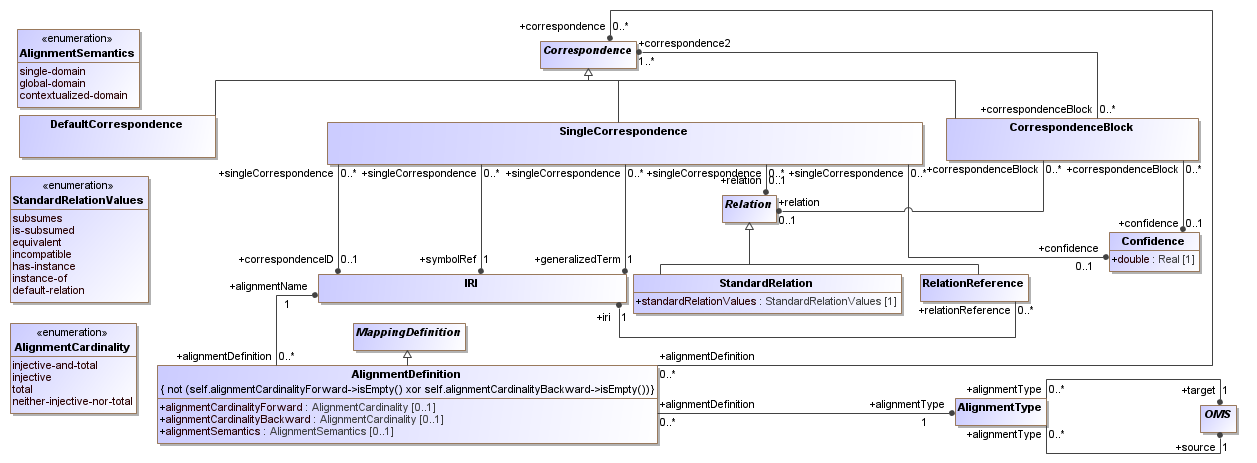 +correspondence 0..*
«enumeration»
AlignmentSemantics
single-domain
global-domain
contextualized-domain
Correspondence
+correspondence2
1..*
+correspondenceBlock 0..*
DefaultCorrespondence
SingleCorrespondence
CorrespondenceBlock
+singleCorrespondence 0..*
+singleCorrespondence 0..*
+singleCorrespondence 0..*
+singleCorrespondence 0..*
+singleCorrespondence 0..*
+correspondenceBlock 0..*
+correspondenceBlock 0..*
+relation 0..1
«enumeration»
StandardRelationValues
subsumes
is-subsumed
equivalent
incompatible
has-instance
instance-of
default-relation
Relation
+relation
0..1
+confidence 0..1
Confidence
+double : Real [1]
+confidence
0..1
+correspondenceID 0..1
+symbolRef 1
+generalizedTerm 1
IRI
StandardRelation
+standardRelationValues : StandardRelationValues [1]
RelationReference
+alignmentName
1
+iri 1
+relationReference 0..*
«enumeration»
AlignmentCardinality
injective-and-total
injective
total
neither-injective-nor-total
MappingDefinition
+alignmentDefinition 0..*
+alignmentDefinition
0..*
AlignmentDefinition
{ not (self.alignmentCardinalityForward->isEmpty() xor self.alignmentCardinalityBackward->isEmpty())}
+alignmentCardinalityForward : AlignmentCardinality [0..1]
+alignmentCardinalityBackward : AlignmentCardinality [0..1]
+alignmentSemantics : AlignmentSemantics [0..1]
+alignmentDefinition
0..*
+alignmentType
1
AlignmentType
+alignmentType 0..*
+alignmentType 0..*
+target 1
OMS
+source 1